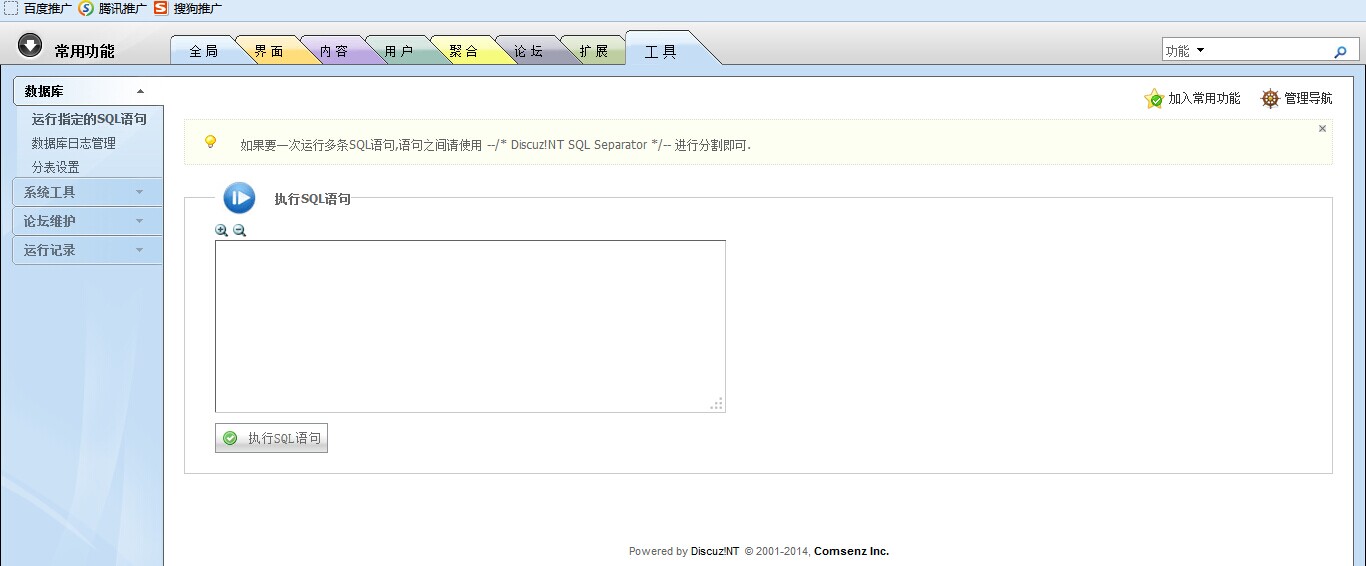 百度推广 腾讯推广 搜狗推广
常用功能 全局 界面 内容 用户 聚合 论坛 扩展 工具 功能
数据库
运行指定的SQL语句
数据库日志管理
分表设置
系统工具
论坛维护
运行记录
加入常用功能 管理导航
如果要一次运行多条SQL语句,语句之间请使用 --/* Discuz!NT SQL Separator */-- 进行分割即可.
执行SQL语句
执行SQL语句
Powered by Discuz!NT © 2001-2014, Comsenz Inc.